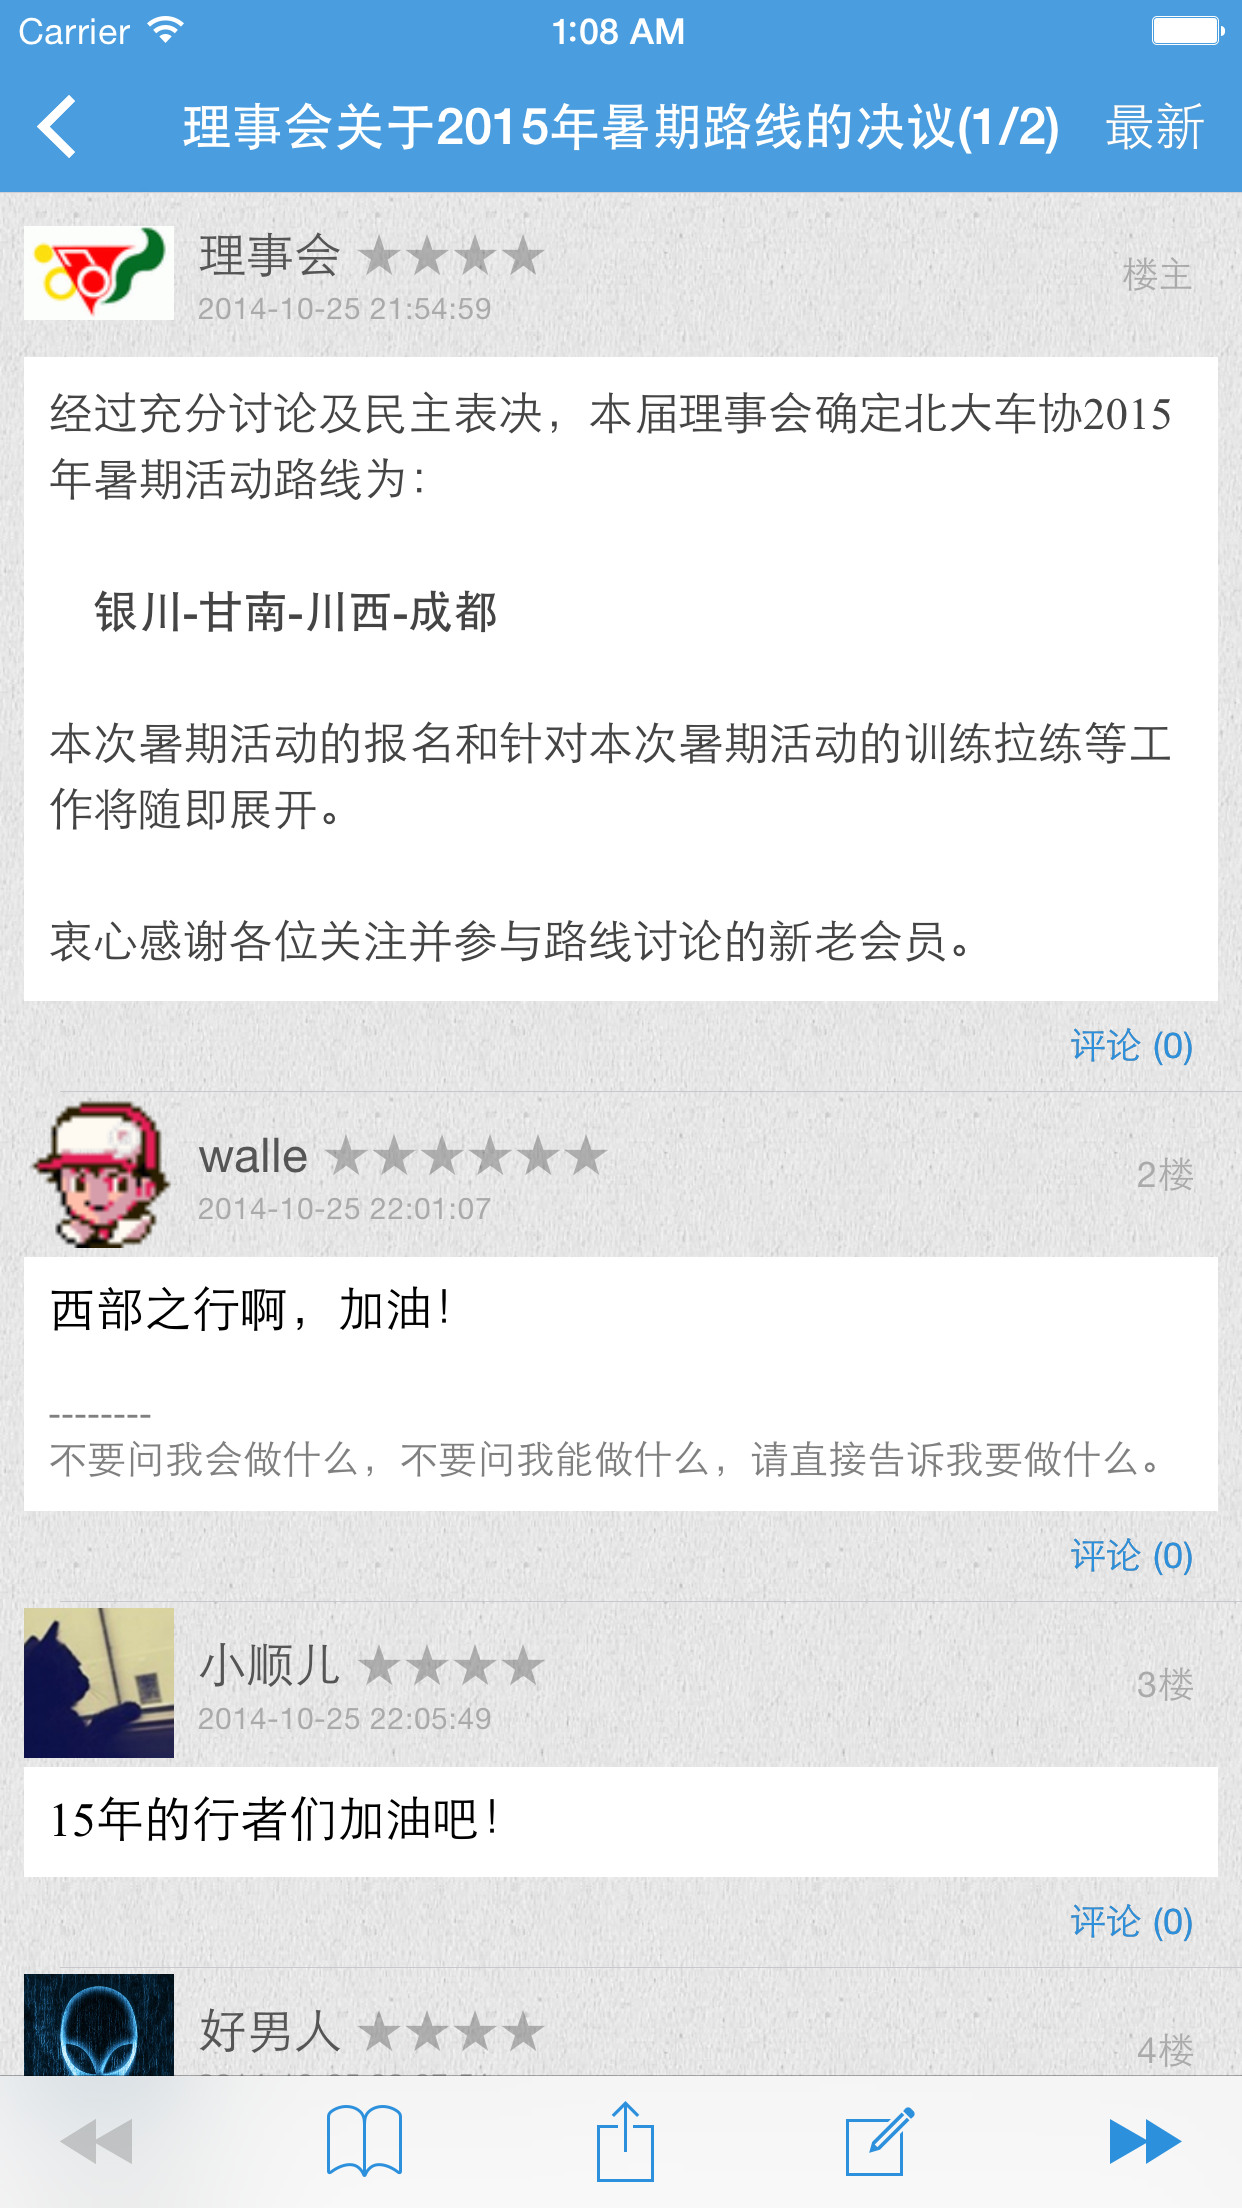 Carrier 1:08 AM
理事会关于2015年暑期路线的决议(1/2) 最新
理事会 ★★★★
楼主
2014-10-25 21:54:59
经过充分讨论及民主表决，本届理事会确定北大车协2015
年暑期活动路线为：
银川-甘南-川西-成都
本次暑期活动的报名和针对本次暑期活动的训练拉练等工
作将随即展开。
衷心感谢各位关注并参与路线讨论的新老会员。
评论 (0)
walle ★★★★★★
2楼
2014-10-25 22:01:07
西部之行啊，加油！
--------
不要问我会做什么，不要问我能做什么，请直接告诉我要做什么。
评论 (0)
小顺儿 ★★★★
3楼
2014-10-25 22:05:49
15年的行者们加油吧！
评论 (0)
好男人 ★★★★
4楼